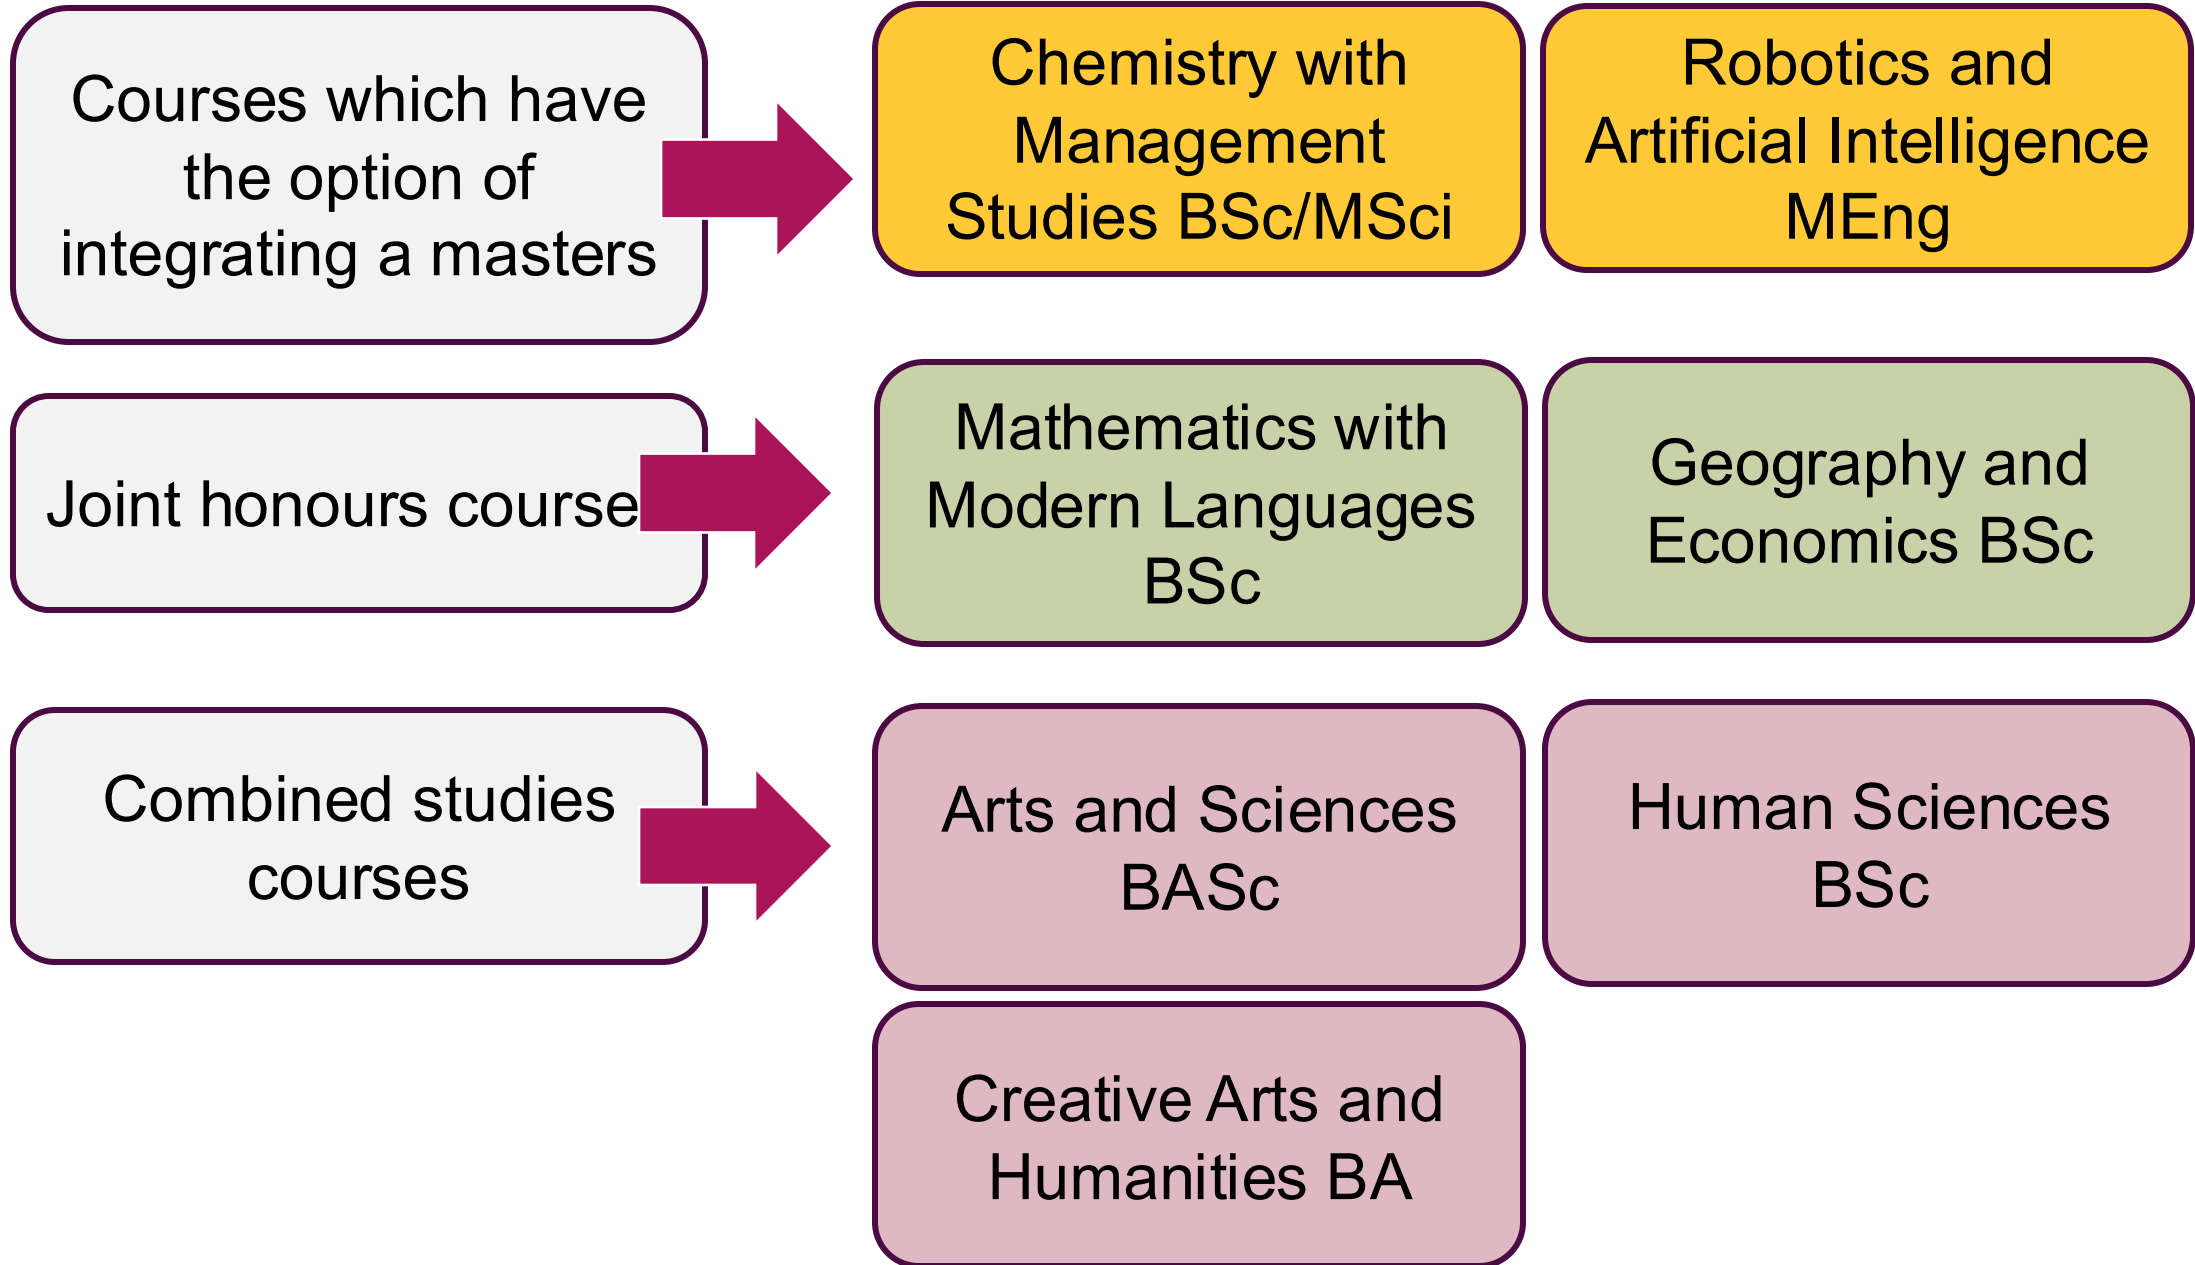 Courses which have
the option of
integrating a masters
Chemistry with
Management
Studies BSc/MSci
Robotics and
Artificial Intelligence
MEng
Joint honours course
Mathematics with
Modern Languages
BSc
Geography and
Economics BSc
Combined studies
courses
Arts and Sciences
BASc
Human Sciences
BSc
Creative Arts and
Humanities BA